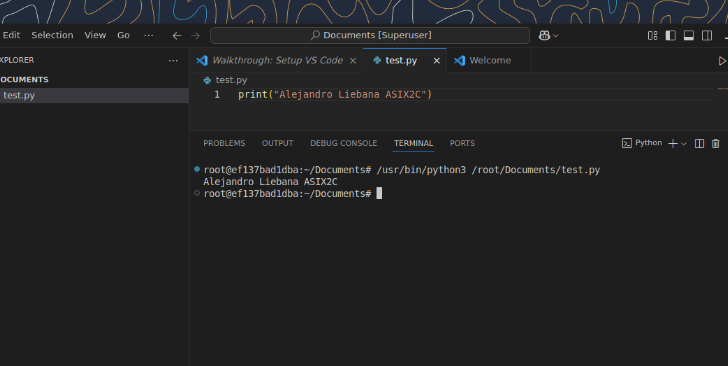 Edit Selection View Go ··· Documents [Superuser]
XPLORER ···
OCUMENTS
test.py
Walkthrough: Setup VS Code test.py Welcome
test.py
1 print("Alejandro Liebana ASIX2C")
PROBLEMS OUTPUT DEBUG CONSOLE TERMINAL PORTS Python
root@ef137bad1dba:~/Documents# /usr/bin/python3 /root/Documents/test.py
Alejandro Liebana ASIX2C
root@ef137bad1dba:~/Documents#